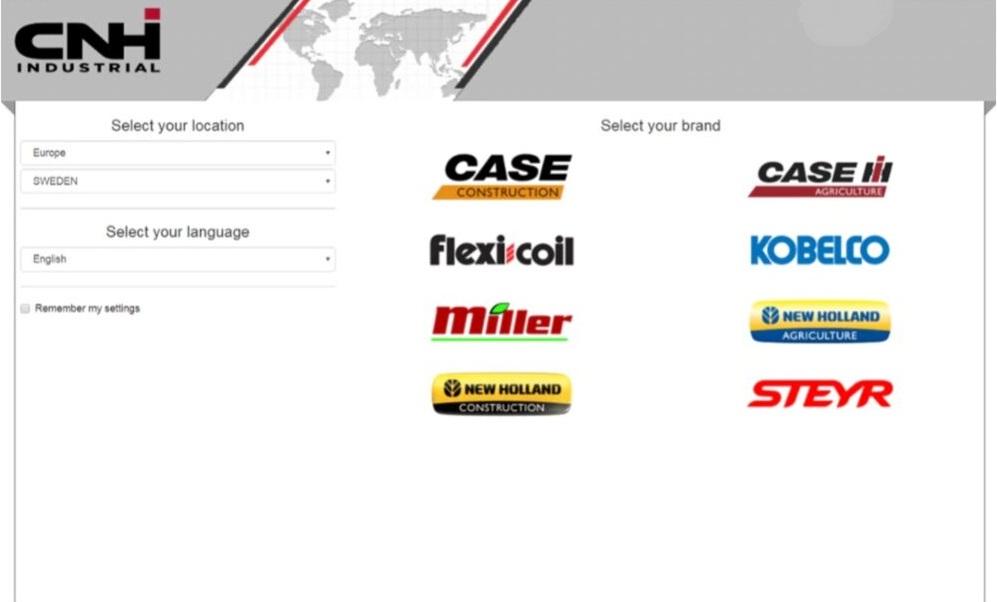 CNH
INDUSTRIAL
Select your location
Europe
SWEDEN
Select your language
English
Remember my settings
Select your brand
CASE
CONSTRUCTION
CASE IH
AGRICULTURE
flexi-coil
KOBELCO
miller
NEW HOLLAND
AGRICULTURE
NEW HOLLAND
CONSTRUCTION
STEYR